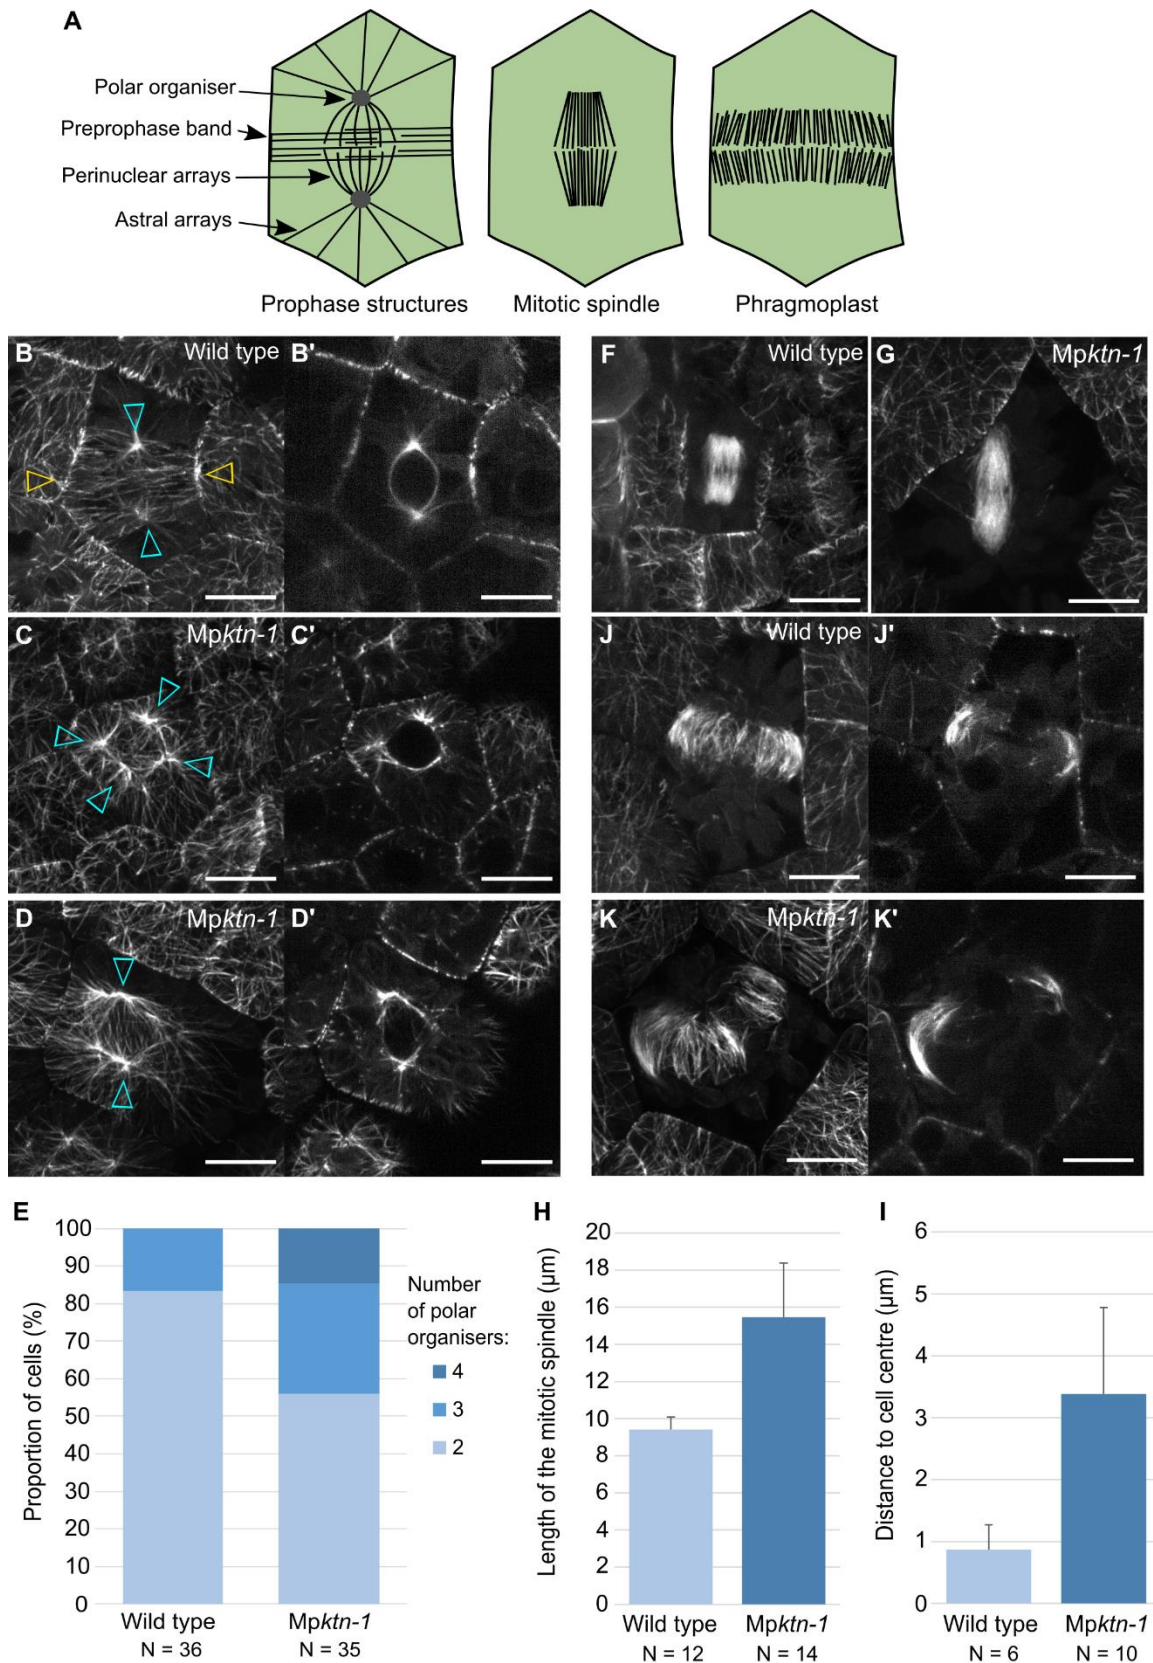 A
Polar organiser
Preprophase band
Perinuclear arrays
Astral arrays
Prophase structures
Mitotic spindle
Phragmoplast
B
Wild type
B'
F
Wild type
G
Mpktn-1
C
Mpktn-1
C'
J
Wild type
J'
D
Mpktn-1
D'
K
Mpktn-1
K'
E
Proportion of cells (%)
100
90
80
70
60
50
40
30
20
10
0
Wild type
N = 36
Mpktn-1
N = 35
Number
of polar
organisers:
4
3
2
H
Length of the mitotic spindle (µm)
20
18
16
14
12
10
8
6
4
2
0
Wild type
N = 12
Mpktn-1
N = 14
I
Distance to cell centre (µm)
6
5
4
3
2
1
0
Wild type
N = 6
Mpktn-1
N = 10